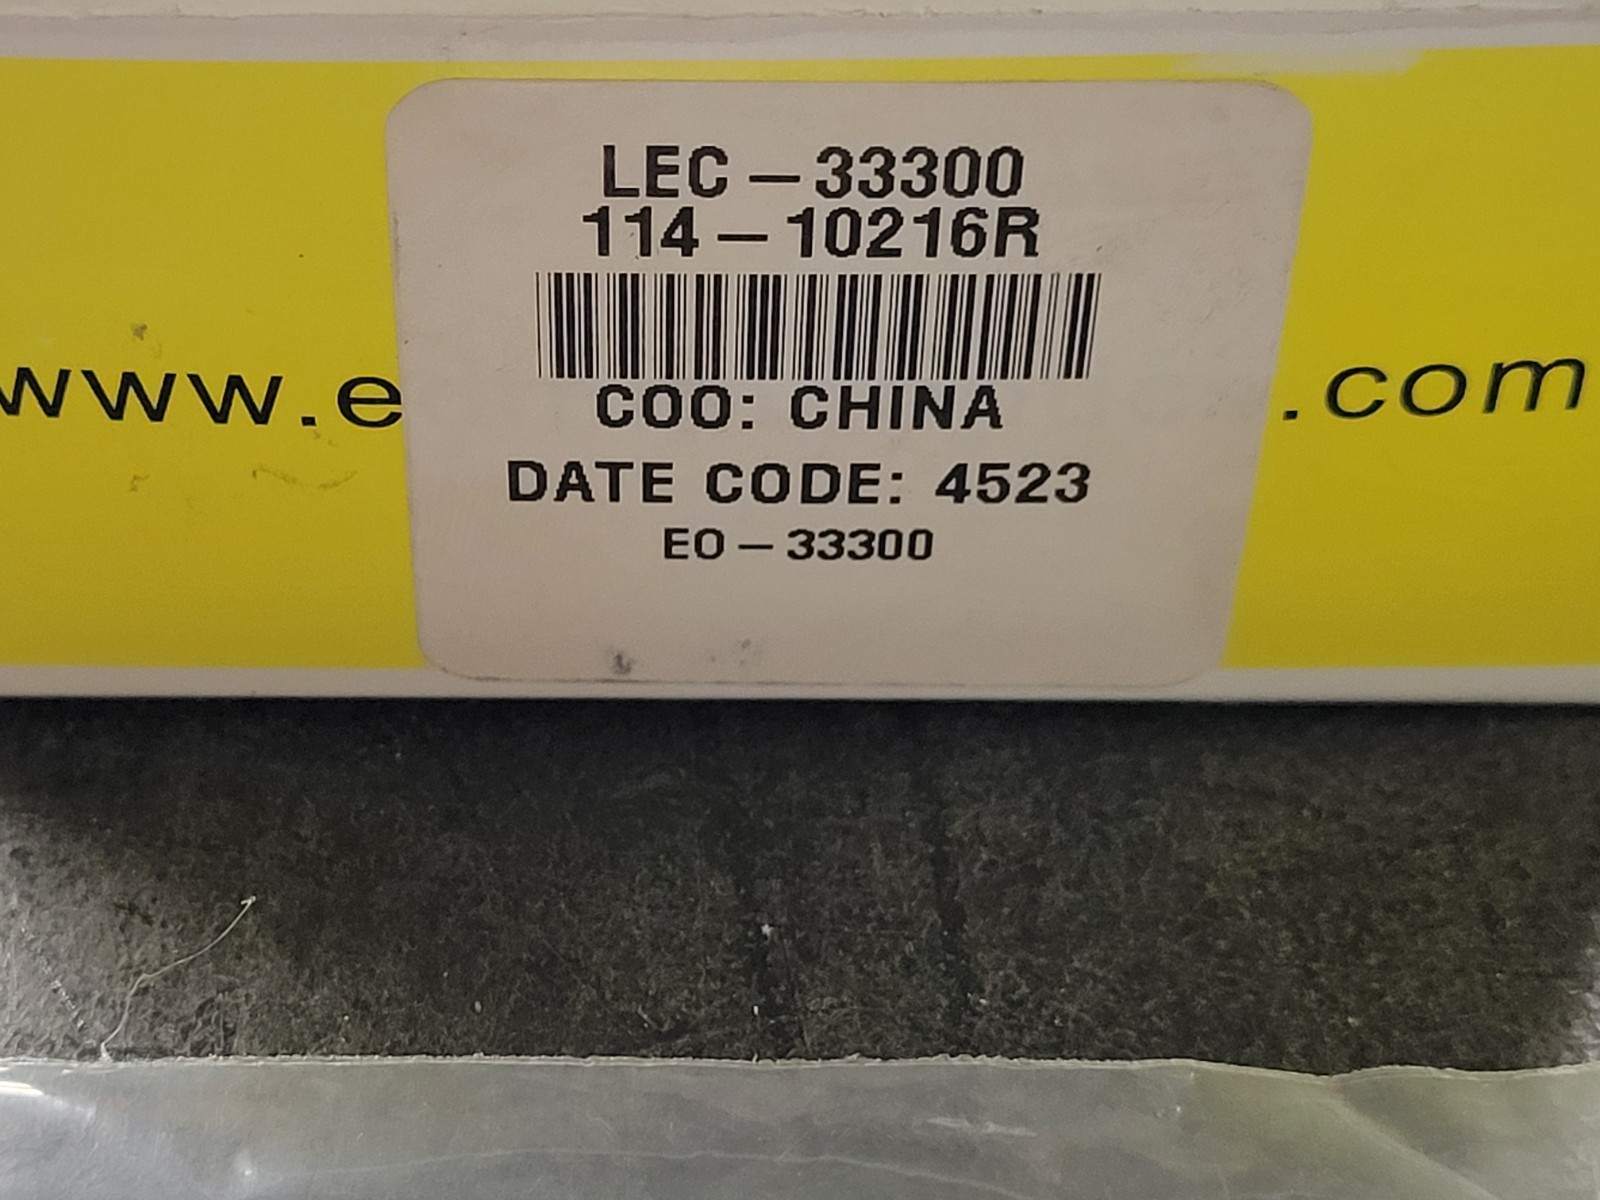 LEC-33300
114-10216R
www.e .com
COO: CHINA
DATE CODE: 4523
EO-33300